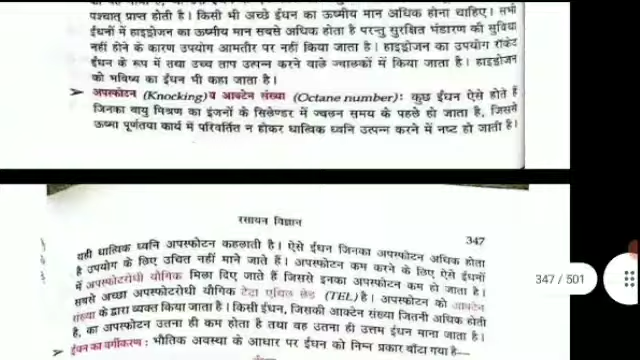 पश्चात् प्राप्त होती है। किसी भी अच्छे ईंधन का ऊष्मीय मान अधिक होना चाहिए। सभी
ईंधनों में हाइड्रोजन का ऊष्मीय मान सबसे अधिक होता है परन्तु सुरक्षित भंडारण की सुविधा
नहीं होने के कारण उपयोग आमतौर पर नहीं किया जाता है। हाइड्रोजन का उपयोग रॉकेट
ईंधन के रूप में तथा उच्च ताप उत्पन्न करने वाले ज्वालकों में किया जाता है। हाइड्रोजन
को भविष्य का ईंधन भी कहा जाता है।
➤ अपस्फोटन (Knocking) व आक्टेन संख्या (Octane number): कुछ ईंधन ऐसे होते हैं
जिनका वायु मिश्रण का इंजनों के सिलेण्डर में ज्वलन समय के पहले हो जाता है, जिससे
ऊष्मा पूर्णतया कार्य में परिवर्तित न होकर धात्विक ध्वनि उत्पन्न करने में नष्ट हो जाती है।
रसायन विज्ञान
347
यही धात्विक ध्वनि अपस्फोटन कहलाती है। ऐसे ईंधन जिनका अपस्फोटन अधिक होता
है उपयोग के लिए उचित नहीं माने जाते हैं। अपस्फोटन कम करने के लिए ऐसे ईंधनों
में अपस्फोटरोधी यौगिक मिला दिए जाते हैं जिससे इनका अपस्फोटन कम हो जाता है।
सबसे अच्छा अपस्फोटरोधी यौगिक टेट्रा एथिल लेड (TEL) है। अपस्फोटन को आक्टेन
संख्या के द्वारा व्यक्त किया जाता है। किसी ईंधन, जिसकी आक्टेन संख्या जितनी अधिक होती
है, का अपस्फोटन उतना ही कम होता है तथा वह उतना ही उत्तम ईंधन माना जाता है।
➤ ईंधन का वर्गीकरण : भौतिक अवस्था के आधार पर ईंधन को निम्न प्रकार बाँटा गया है—
347 / 501